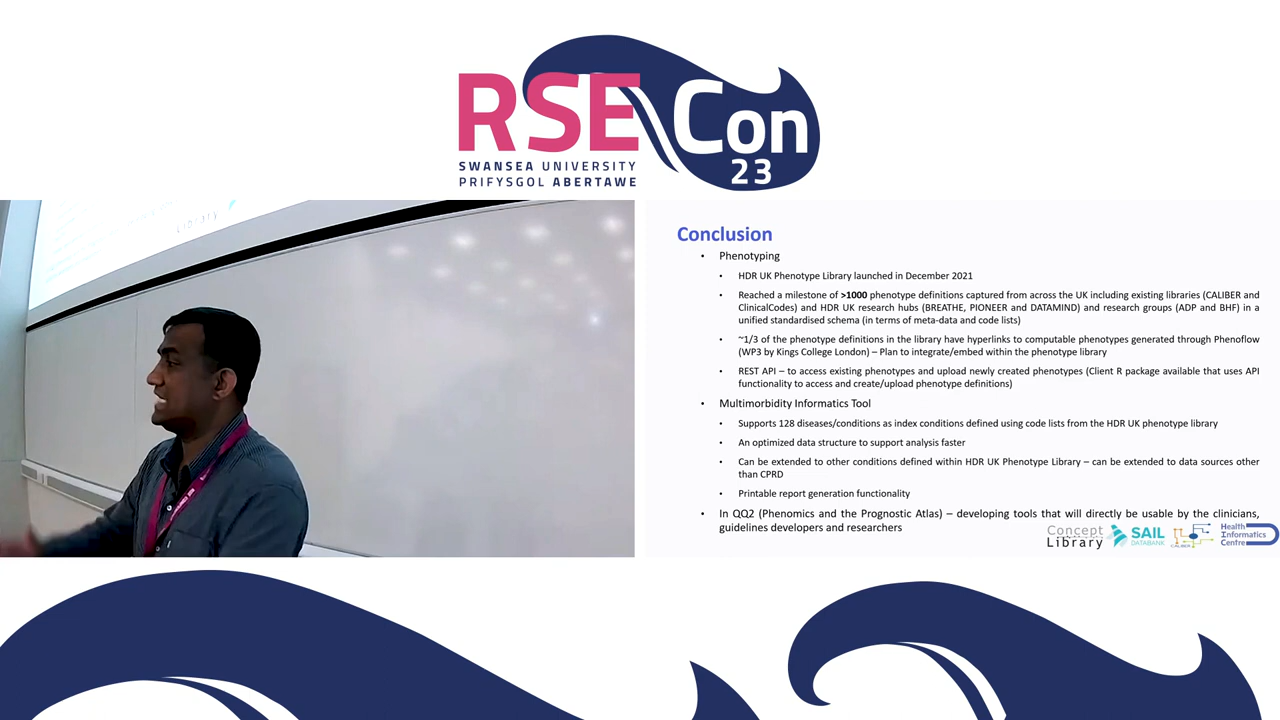 RSE Con
23
SWANSEA UNIVERSITY
PRIFYSGOL ABERTAWE
Library
Conclusion
• Phenotyping
• HDR UK Phenotype Library launched in December 2021
• Reached a milestone of >1000 phenotype definitions captured from across the UK including existing libraries (CALIBER and
ClinicalCodes) and HDR UK research hubs (BREATHE, PIONEER and DATAMIND) and research groups (ADP and BHF) in a
unified standardised schema (in terms of meta-data and code lists)
• ~1/3 of the phenotype definitions in the library have hyperlinks to computable phenotypes generated through Phenoflow
(WP3 by Kings College London) – Plan to integrate/embed within the phenotype library
• REST API – to access existing phenotypes and upload newly created phenotypes (Client R package available that uses API
functionality to access and create/upload phenotype definitions)
• Multimorbidity Informatics Tool
• Supports 128 diseases/conditions as index conditions defined using code lists from the HDR UK phenotype library
• An optimized data structure to support analysis faster
• Can be extended to other conditions defined within HDR UK Phenotype Library – can be extended to data sources other
than CPRD
• Printable report generation functionality
• In QQ2 (Phenomics and the Prognostic Atlas) – developing tools that will directly be usable by the clinicians,
guidelines developers and researchers
Concept
Library
SAIL
DATABANK
CALIBER
Health
Informatics
Centre